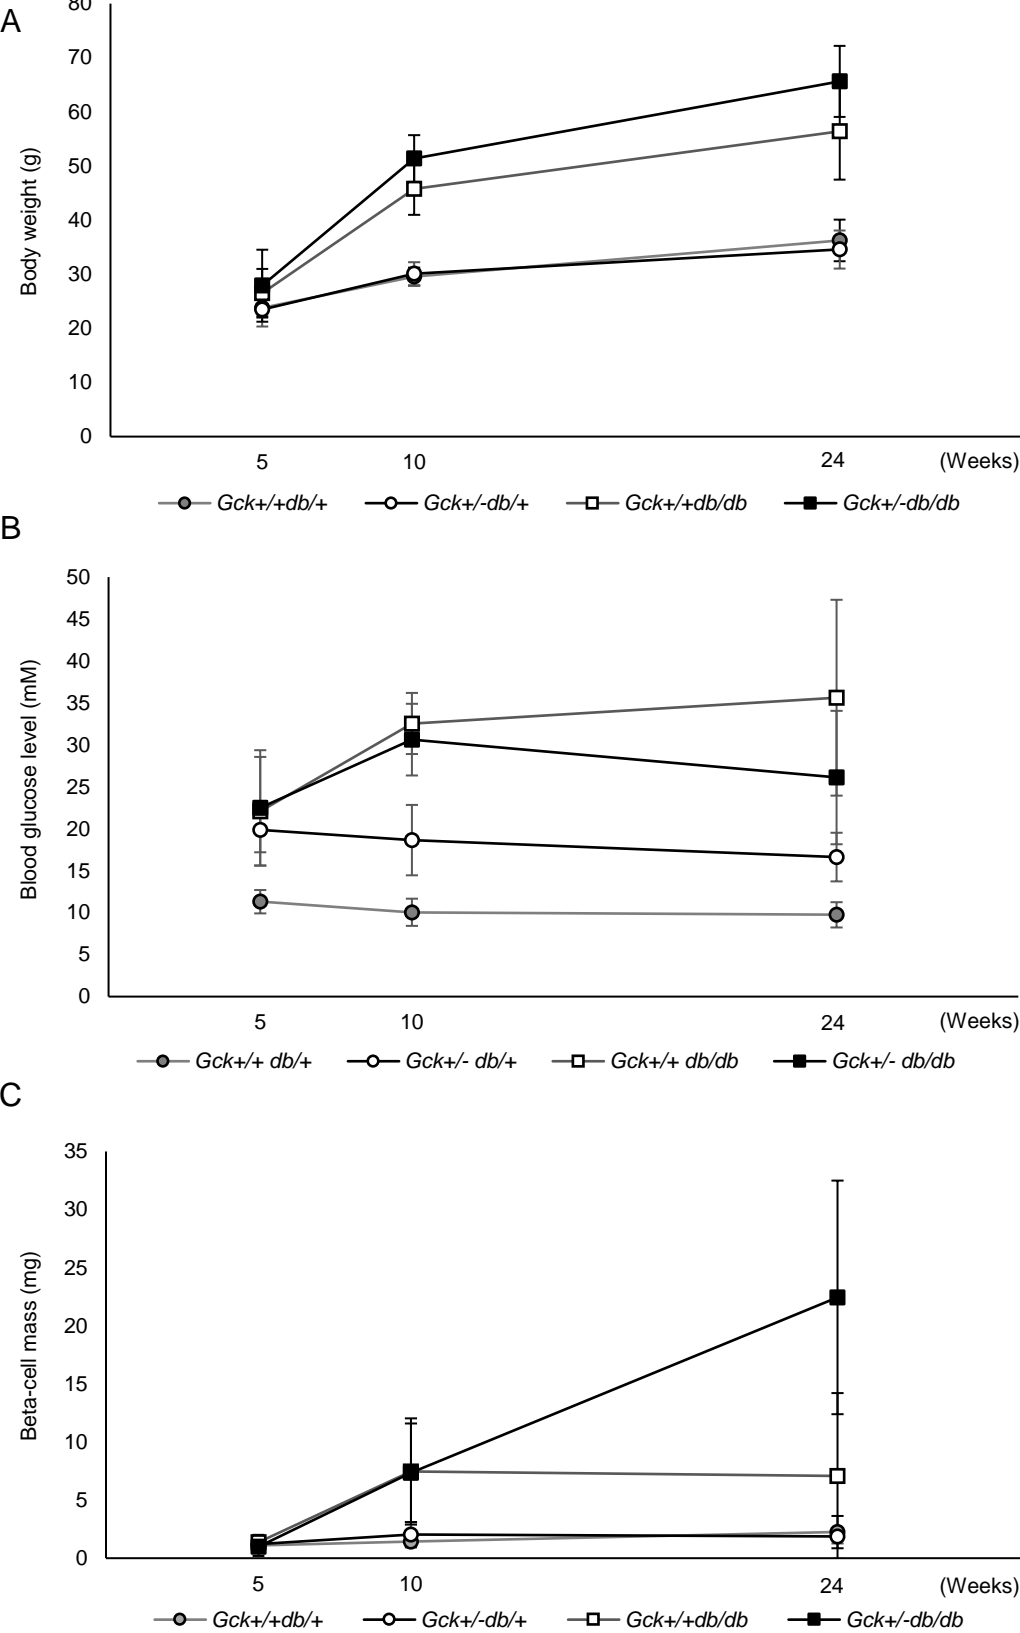 A
80
70
60
50
40
30
20
10
0
Body weight (g)
5 10 24 (Weeks)
Gck+/+db/+ Gck+/-db/+ Gck+/+db/db Gck+/-db/db
B
50
45
40
35
30
25
20
15
10
5
0
Blood glucose level (mM)
5 10 24 (Weeks)
Gck+/+ db/+ Gck+/- db/+ Gck+/+ db/db Gck+/- db/db
C
35
30
25
20
15
10
5
0
Beta-cell mass (mg)
5 10 24 (Weeks)
Gck+/+db/+ Gck+/-db/+ Gck+/+db/db Gck+/-db/db